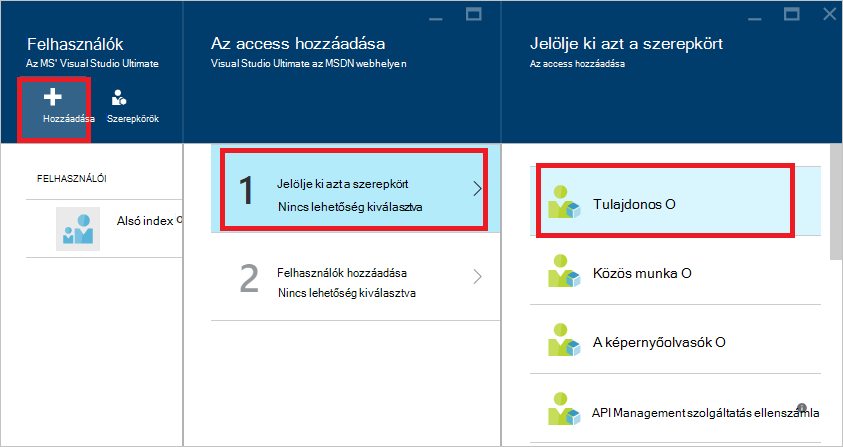 Felhasználók
Az MS' Visual Studio Ultimate
Hozzáadása
Szerepkörök
FELHASZNÁLÓI
Alsó index O
Az access hozzáadása
Visual Studio Ultimate az MSDN webhelyen
1
Jelölje ki azt a szerepkört
Nincs lehetőség kiválasztva
2
Felhasználók hozzáadása
Nincs lehetőség kiválasztva
Jelölje ki azt a szerepkört
Az access hozzáadása
Tulajdonos O
Közös munka O
A képernyőolvasók O
API Management szolgáltatás ellenszámla